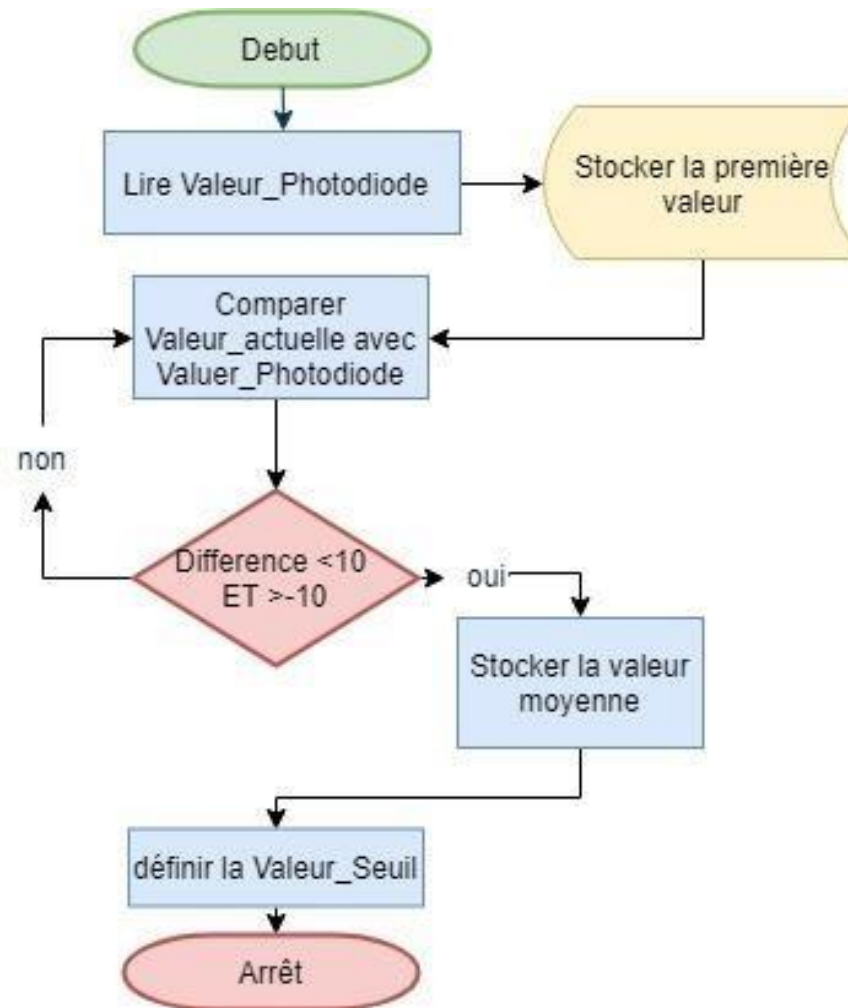 Debut
Lire Valeur_Photodiode
Stocker la première
valeur
Comparer
Valeur_actuelle avec
Valuer_Photodiode
non
Difference <10
ET >-10
oui
Stocker la valeur
moyenne
définir la Valeur_Seuil
Arrêt